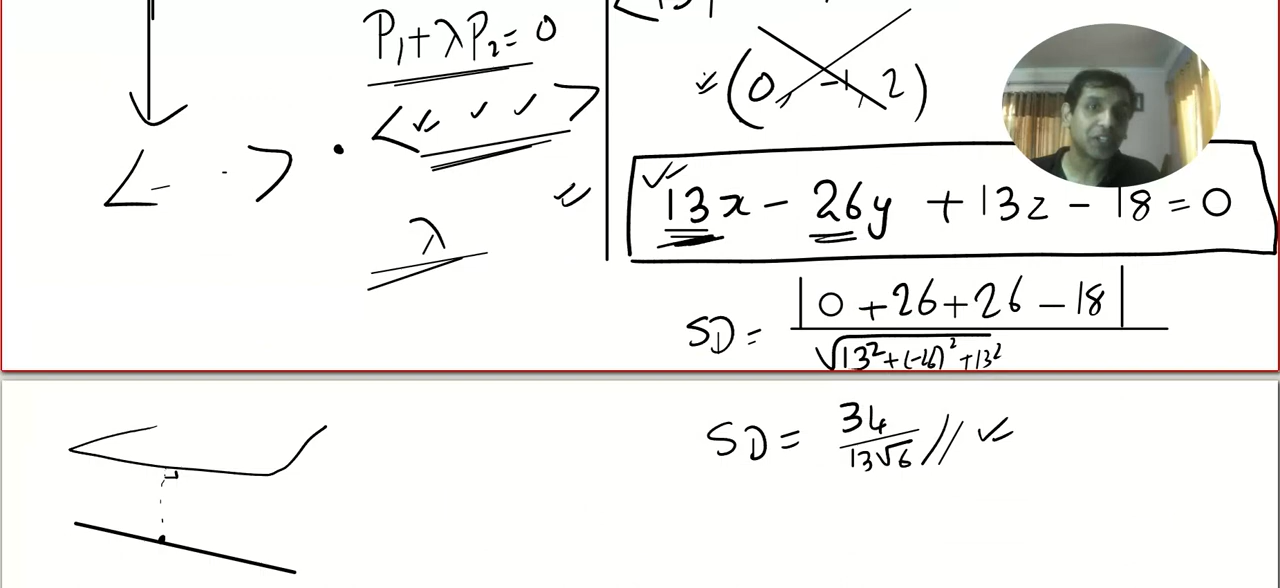 P₁+λP₂=0
< ✓ ✓ ✓ >
< - · > •
λ
(0, -1, 2)
13x - 26y + 13z - 18 = 0
SD = |0 + 26 + 26 - 18| / √13² + (-26)² + 13²
SD = 34 / 13√6 // ✓